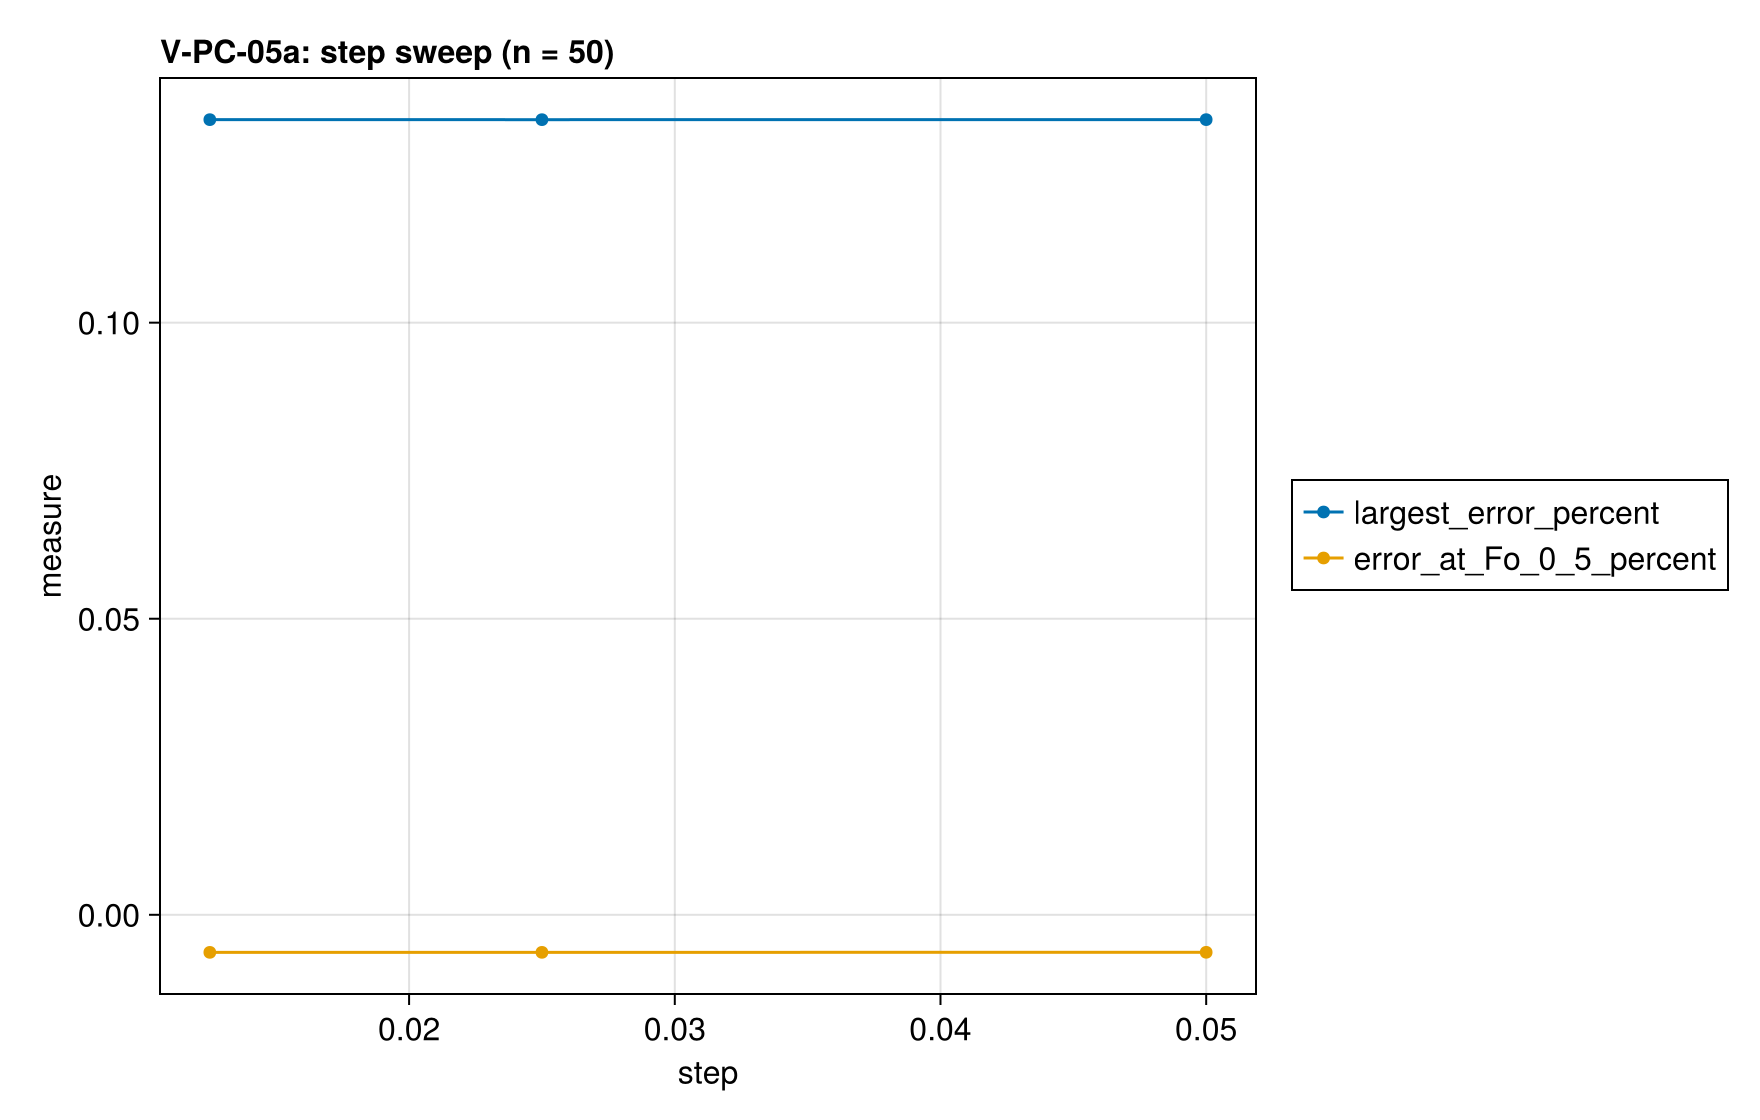 V-PC-05a: step sweep (n = 50)
measure
0.10
0.05
0.00
0.02 0.03 0.04 0.05
step
largest_error_percent
error_at_Fo_0_5_percent